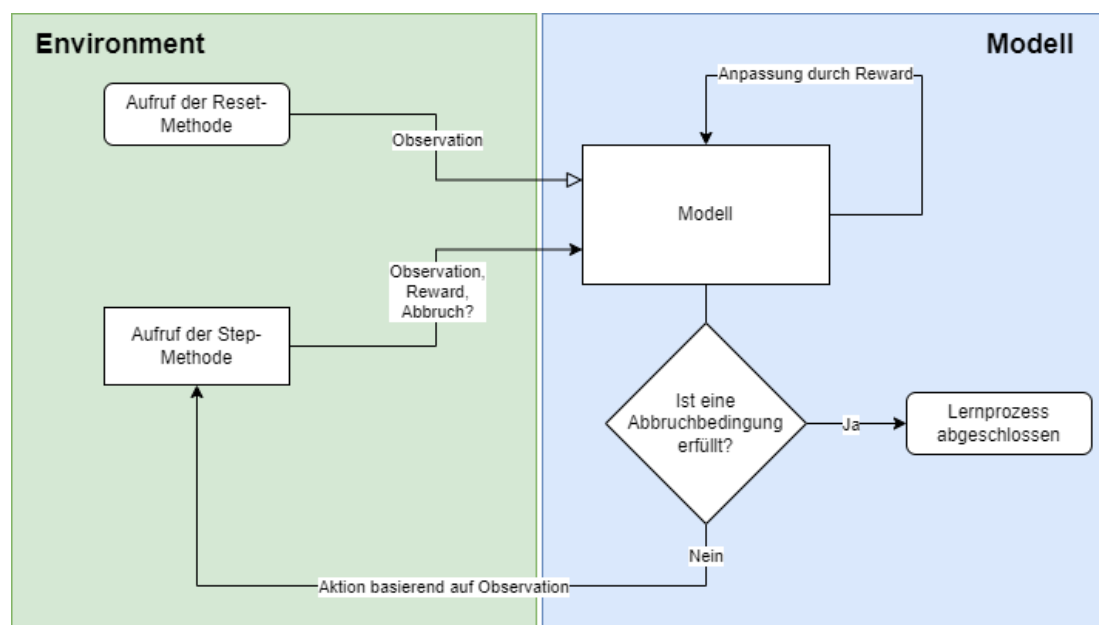 Environment
Modell
Aufruf der Reset-
Methode
Observation
Anpassung durch Reward
Modell
Observation,
Reward,
Abbruch?
Aufruf der Step-
Methode
Ist eine
Abbruchbedingung
erfüllt?
Ja
Lernprozess
abgeschlossen
Nein
Aktion basierend auf Observation